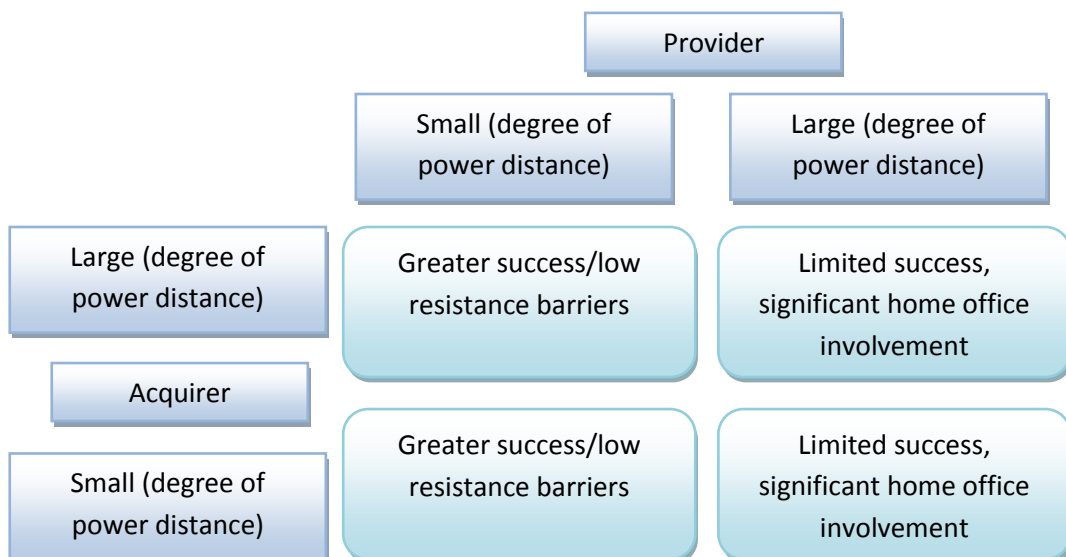 Provider
Small (degree of
power distance)
Large (degree of
power distance)
Large (degree of
power distance)
Greater success/low
resistance barriers
Limited success,
significant home office
involvement
Acquirer
Small (degree of
power distance)
Greater success/low
resistance barriers
Limited success,
significant home office
involvement